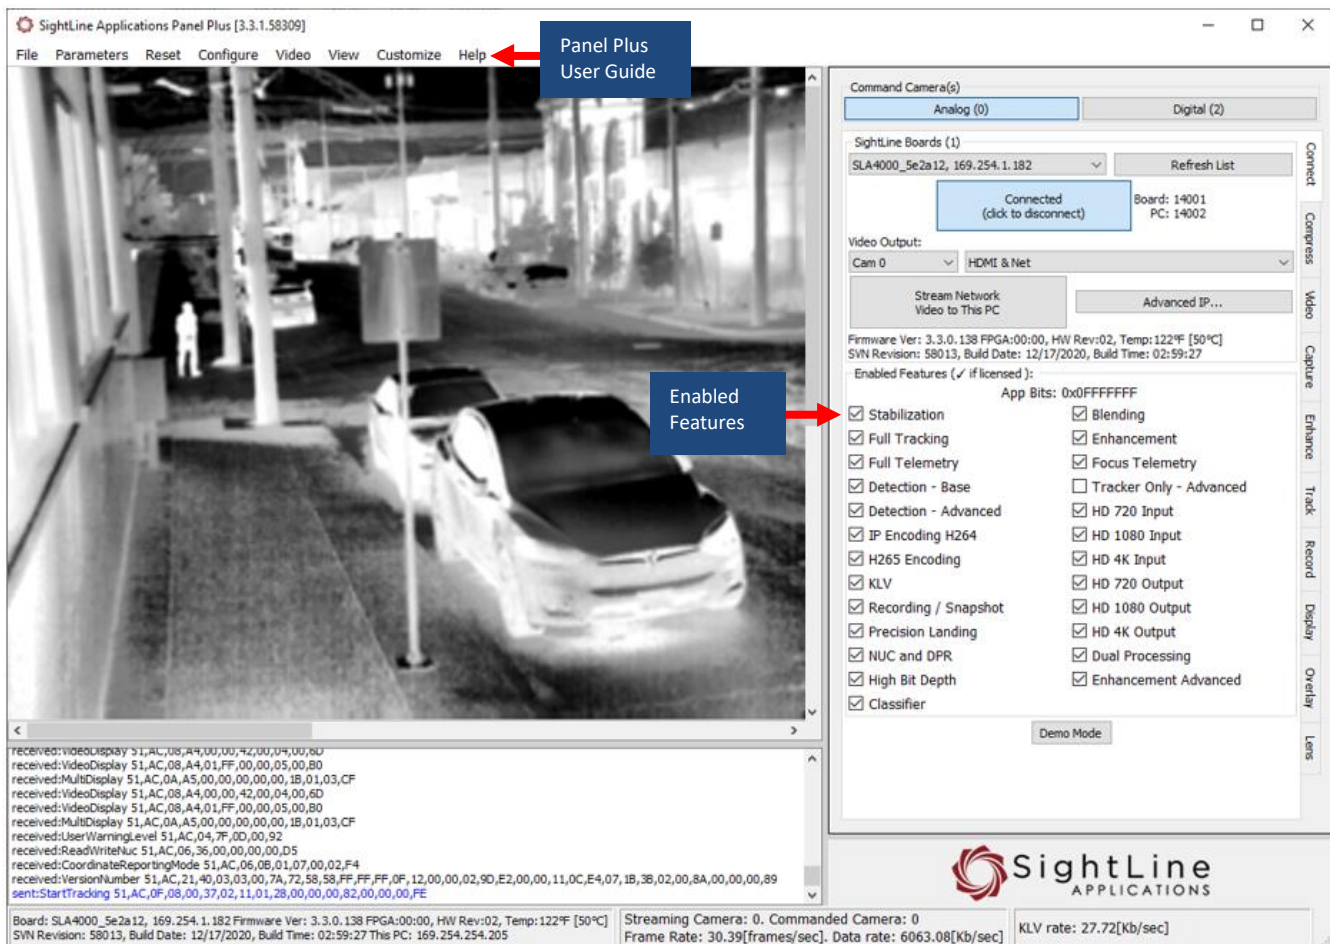 SightLine Applications Panel Plus [3.3.1.58309]
File Parameters Reset Configure Video View Customize Help
Panel Plus
User Guide
Command Camera(s)
Analog (0) Digital (2)
SightLine Boards (1)
SLA4000_5e2a12, 169.254.1.182 Refresh List
Connected
(click to disconnect)
Board: 14001
PC: 14002
Video Output:
Cam 0 HDMI & Net
Stream Network
Video to This PC
Advanced IP...
Firmware Ver: 3.3.0.138 FPGA:00:00, HW Rev:02, Temp:122°F [50°C]
SVN Revision: 58013, Build Date: 12/17/2020, Build Time: 02:59:27
Enabled Features (✓ if licensed ):
App Bits: 0x0FFFFFFF
Enabled
Features
Stabilization Blending
Full Tracking Enhancement
Full Telemetry Focus Telemetry
Detection - Base Tracker Only - Advanced
Detection - Advanced HD 720 Input
IP Encoding H264 HD 1080 Input
H265 Encoding HD 4K Input
KLV HD 720 Output
Recording / Snapshot HD 1080 Output
Precision Landing HD 4K Output
NUC and DPR Dual Processing
High Bit Depth Enhancement Advanced
Classifier
Demo Mode
Connect
Compress
Video
Capture
Enhance
Track
Record
Display
Overlay
Lens
received:VideoDisplay 51,AC,08,A4,00,00,42,00,04,00,6D
received:VideoDisplay 51,AC,08,A4,01,FF,00,00,05,00,B0
received:MultiDisplay 51,AC,0A,A5,00,00,00,00,00,1B,01,03,CF
received:VideoDisplay 51,AC,08,A4,00,00,42,00,04,00,6D
received:VideoDisplay 51,AC,08,A4,01,FF,00,00,05,00,B0
received:MultiDisplay 51,AC,0A,A5,00,00,00,00,00,1B,01,03,CF
received:UserWarningLevel 51,AC,04,7F,0D,00,92
received:ReadWriteNuc 51,AC,06,36,00,00,00,00,D5
received:CoordinateReportingMode 51,AC,06,0B,01,07,00,02,F4
received:VersionNumber 51,AC,21,40,03,03,00,7A,72,58,58,FF,FF,FF,0F,12,00,00,02,9D,E2,00,00,11,0C,E4,07,1B,3B,02,00,8A,00,00,00,89
sent:StartTracking 51,AC,0F,08,00,37,02,11,01,28,00,00,00,82,00,00,00,FE
SightLine
APPLICATIONS
Board: SLA4000_5e2a12, 169.254.1.182 Firmware Ver: 3.3.0.138 FPGA:00:00, HW Rev:02, Temp:122°F [50°C]
SVN Revision: 58013, Build Date: 12/17/2020, Build Time: 02:59:27 This PC: 169.254.254.205
Streaming Camera: 0. Commanded Camera: 0
Frame Rate: 30.39[frames/sec]. Data rate: 6063.08[Kb/sec]
KLV rate: 27.72[Kb/sec]